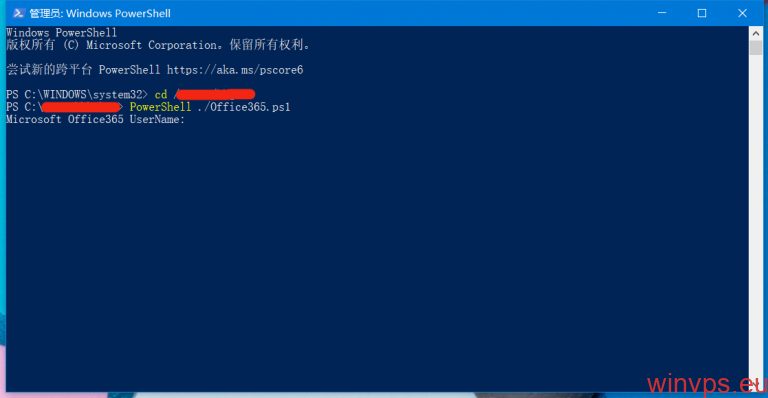 管理员: Windows PowerShell
Windows PowerShell
版权所有 (C) Microsoft Corporation。保留所有权利。
尝试新的跨平台 PowerShell https://aka.ms/pscore6
PS C:\WINDOWS\system32> cd /
PS C:\> PowerShell ./Office365.ps1
Microsoft Office365 UserName:
winvps.eu